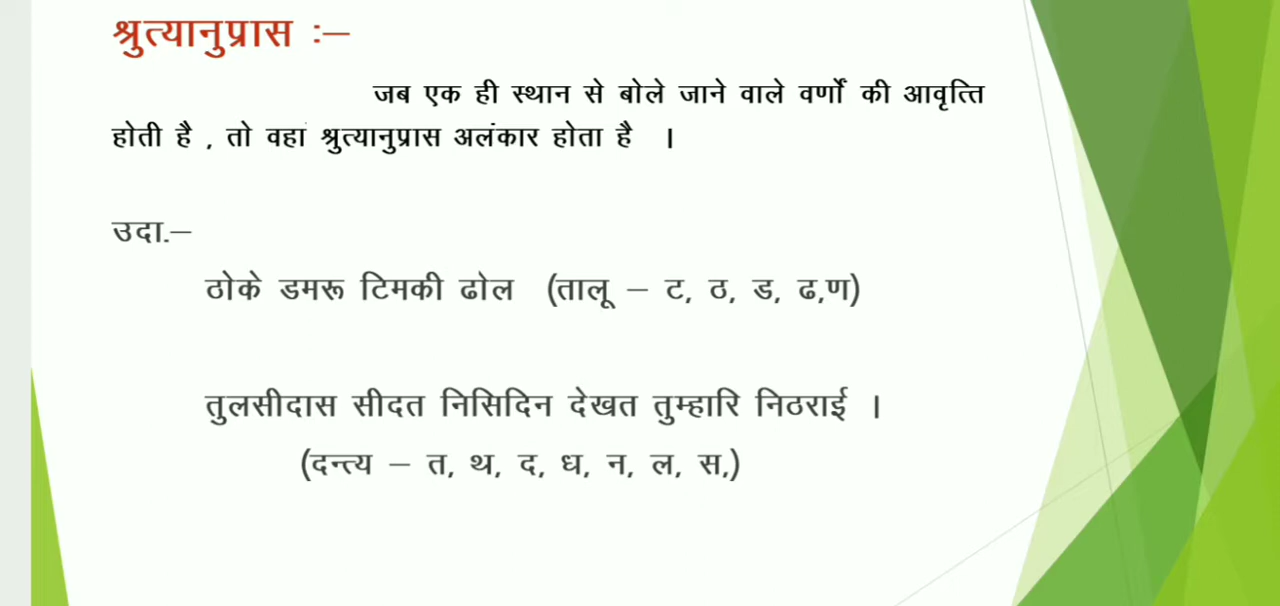 श्रुत्यानुप्रास :–
जब एक ही स्थान से बोले जाने वाले वर्णों की आवृत्ति
होती है , तो वहां श्रुत्यानुप्रास अलंकार होता है ।
उदा.–
ठोके डमरू टिमकी ढोल (तालू – ट, ठ, ड, ढ,ण)
तुलसीदास सीदत निसिदिन देखत तुम्हारि निठराई ।
(दन्त्य – त, थ, द, ध, न, ल, स,)